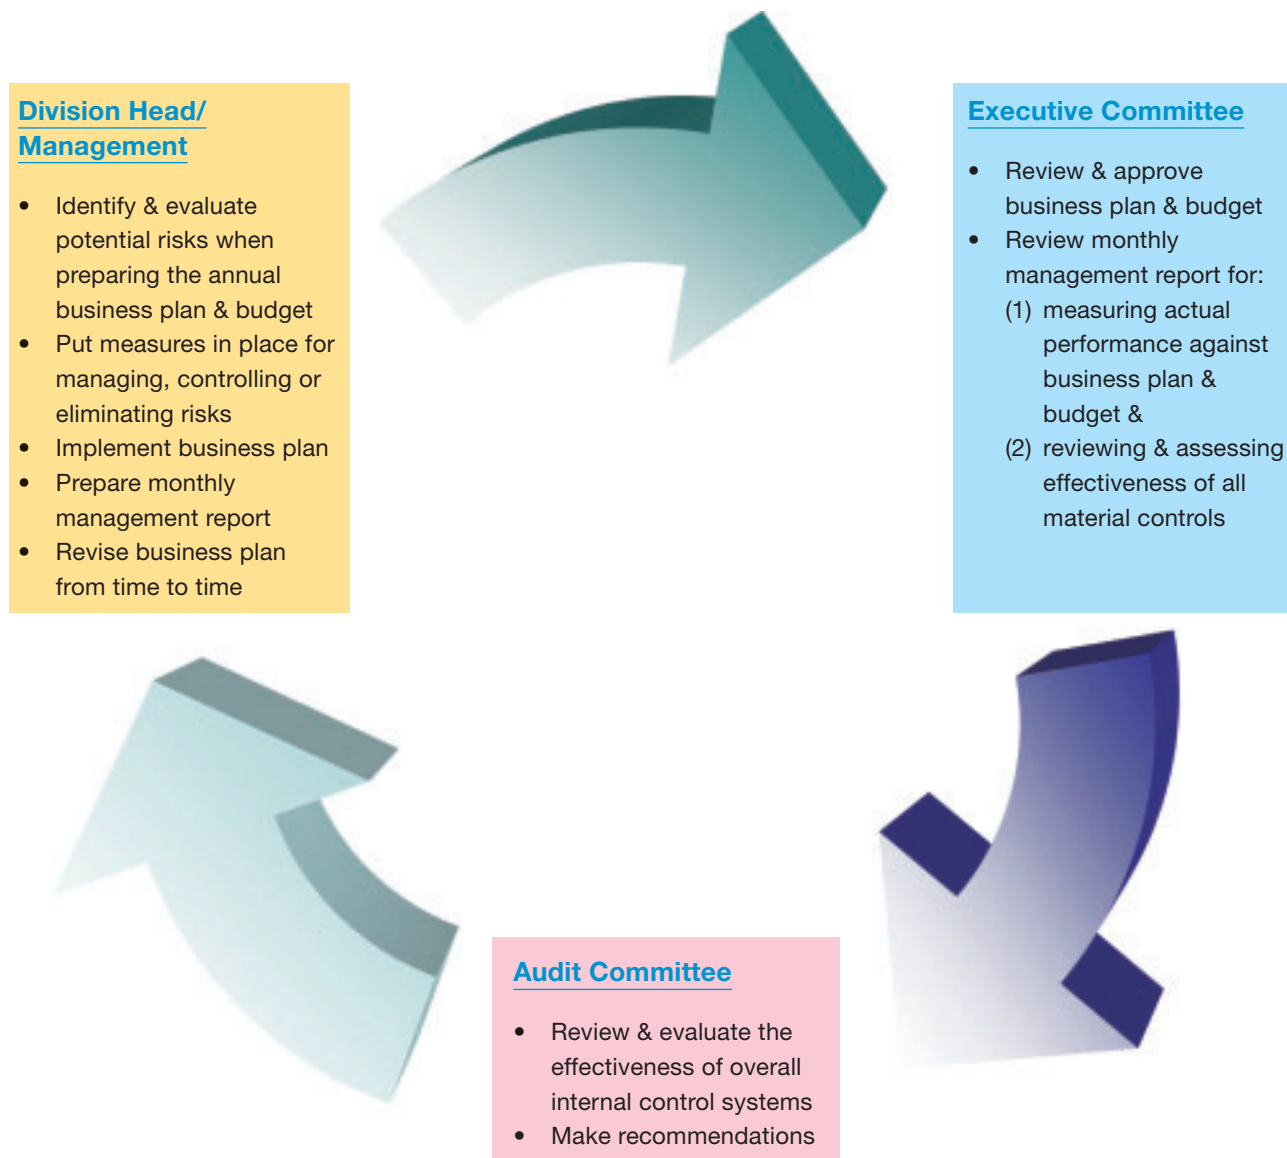 Division Head/
Management
• Identify & evaluate
potential risks when
preparing the annual
business plan & budget
• Put measures in place for
managing, controlling or
eliminating risks
• Implement business plan
• Prepare monthly
management report
• Revise business plan
from time to time
Executive Committee
• Review & approve
business plan & budget
• Review monthly
management report for:
(1) measuring actual
performance against
business plan &
budget &
(2) reviewing & assessing
effectiveness of all
material controls
Audit Committee
• Review & evaluate the
effectiveness of overall
internal control systems
• Make recommendations